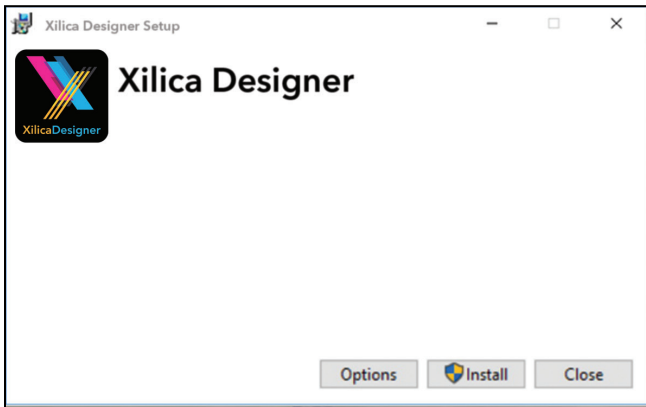 Xilica Designer Setup
Xilica Designer
XilicaDesigner
Options Install Close